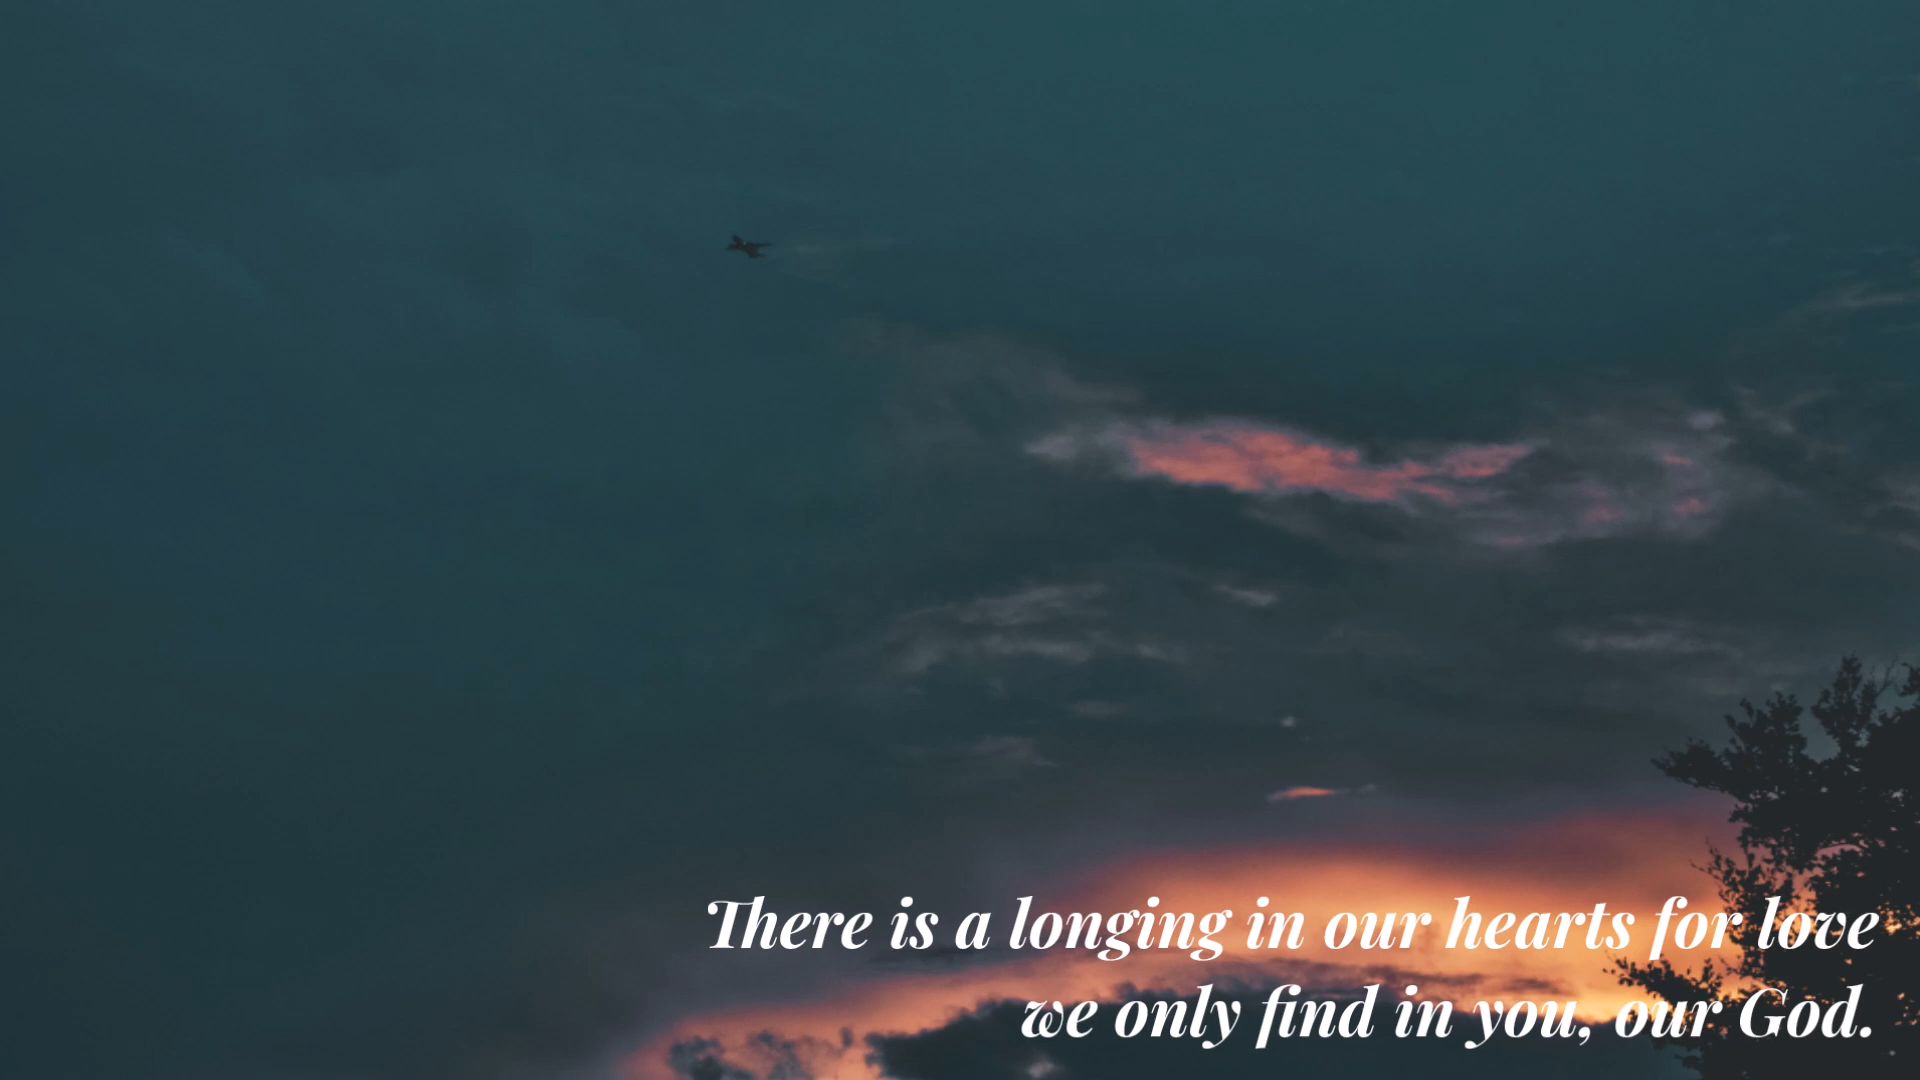 There is a longing in our hearts for love
we only find in you, our God.